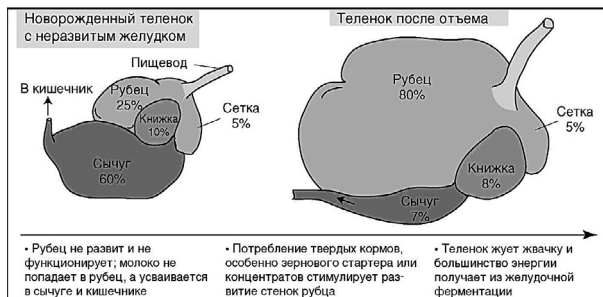 Новорожденный теленок
с неразвитым желудком
Теленок после отъема
Пищевод
В кишечник
Рубец
25%
Книжка
10%
Сетка
5%
Сычуг
60%
Рубец
80%
Сетка
5%
Книжка
8%
Сычуг
7%
• Рубец не развит и не
функционирует; молоко не
попадает в рубец, а усваивается
в сычуге и кишечнике
• Потребление твердых кормов,
особенно зернового стартера или
концентратов стимулирует раз-
витие стенок рубца
• Теленок жует жвачку и
большинство энергии
получает из желудочной
ферментации